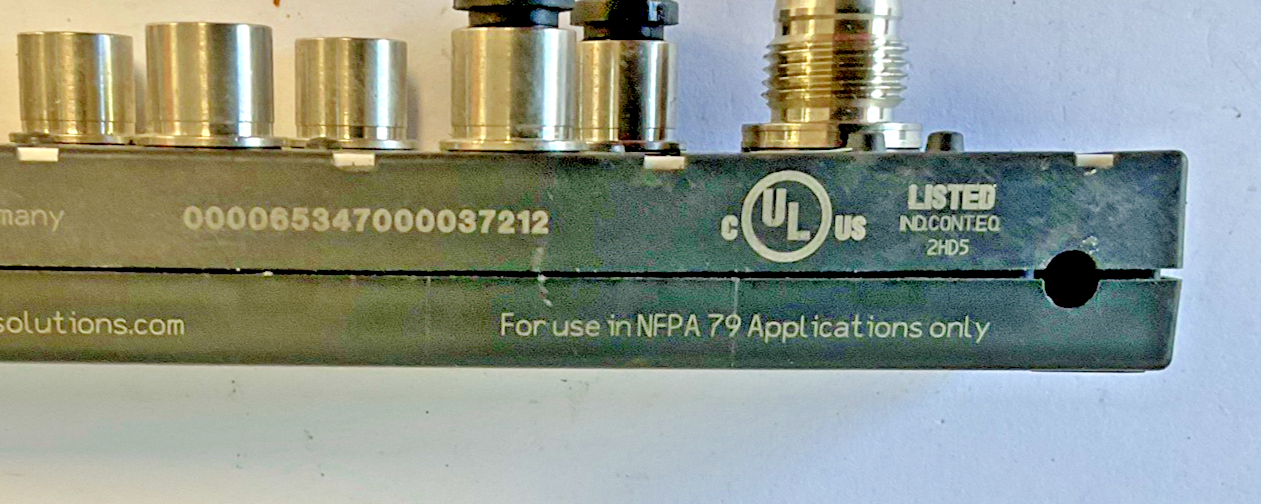 many
000065347000037212
C UL US
LISTED
IND.CONT.EQ.
2HD5
solutions.com
For use in NFPA 79 Applications only